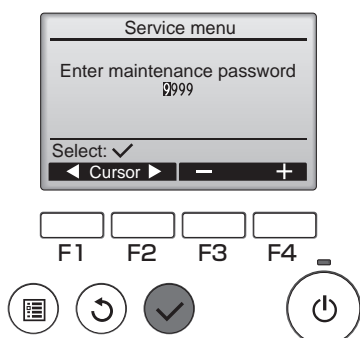 Service menu
Enter maintenance password
9999
Select: ✓
◀ Cursor ▶ − +
F1 F2 F3 F4